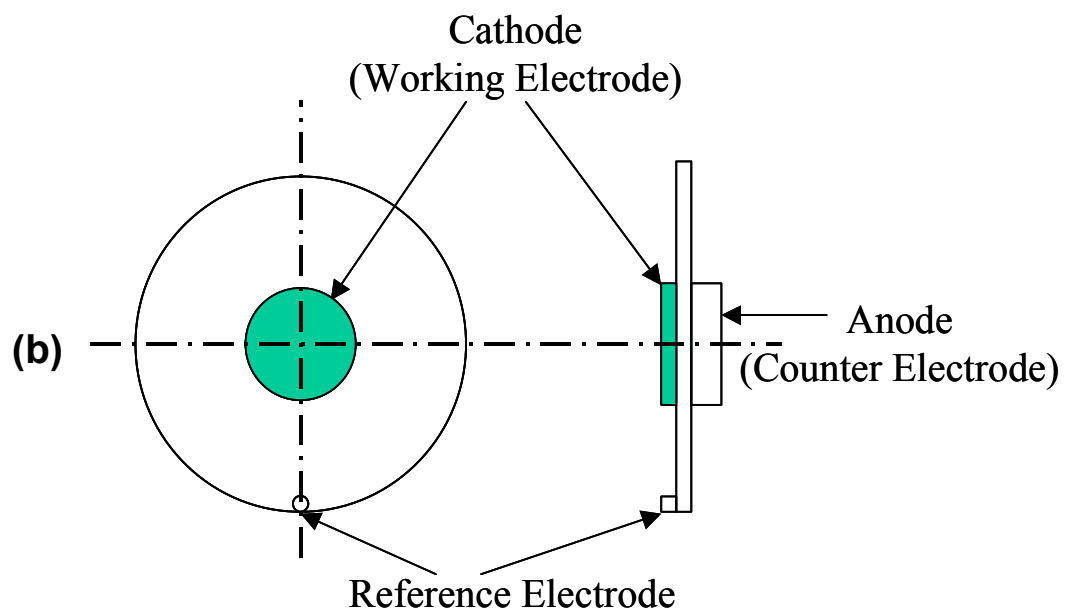 Cathode
(Working Electrode)
(b)
Anode
(Counter Electrode)
Reference Electrode